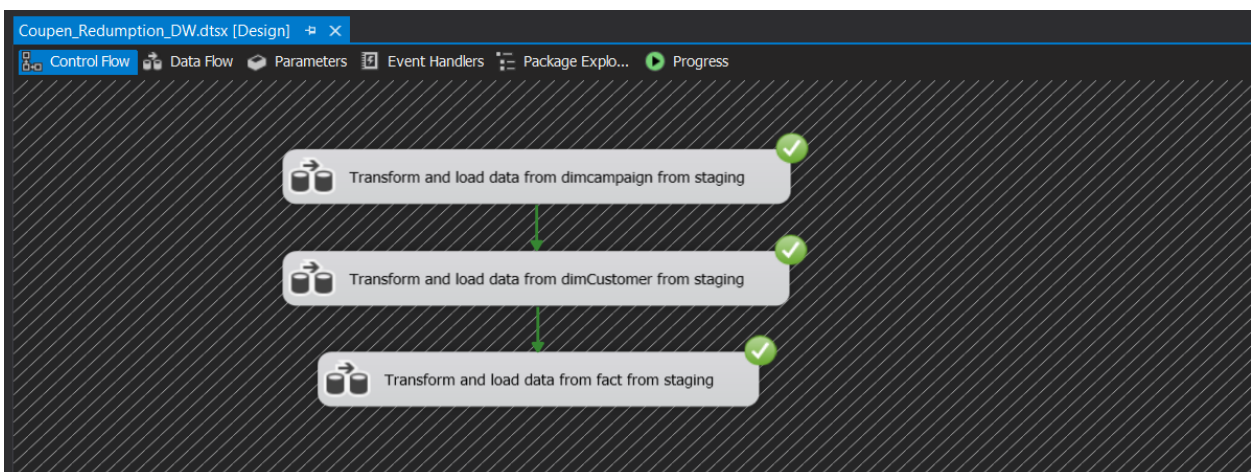 Coupen_Redumption_DW.dtsx [Design]
Control Flow Data Flow Parameters Event Handlers Package Explo... Progress
Transform and load data from dimcampaign from staging
Transform and load data from dimCustomer from staging
Transform and load data from fact from staging